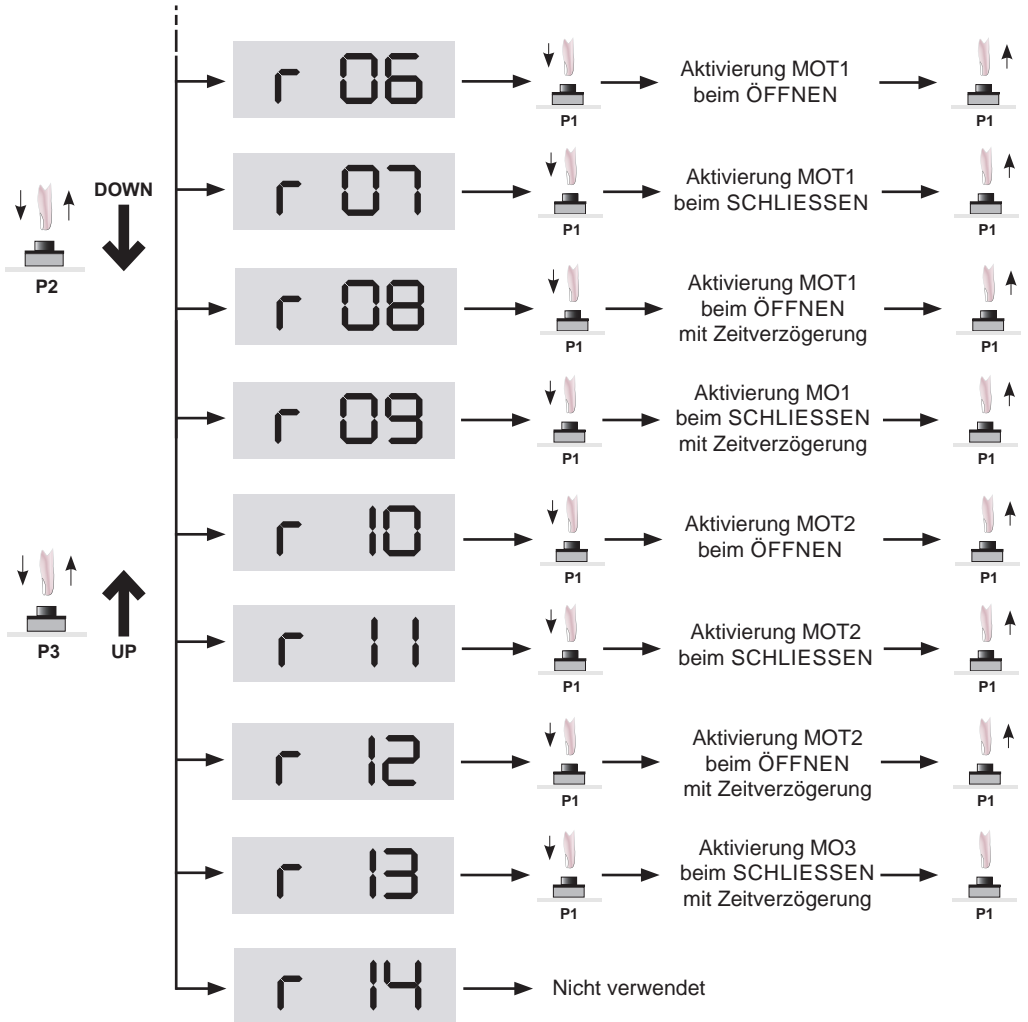 r 06
P1
Aktivierung MOT1
beim ÖFFNEN
P1
r 07
P1
Aktivierung MOT1
beim SCHLIESSEN
P1
DOWN
P2
r 08
P1
Aktivierung MOT1
beim ÖFFNEN
mit Zeitverzögerung
P1
r 09
P1
Aktivierung MO1
beim SCHLIESSEN
mit Zeitverzögerung
P1
r 10
P1
Aktivierung MOT2
beim ÖFFNEN
P1
P3
UP
r 11
P1
Aktivierung MOT2
beim SCHLIESSEN
P1
r 12
P1
Aktivierung MOT2
beim ÖFFNEN
mit Zeitverzögerung
P1
r 13
P1
Aktivierung MO3
beim SCHLIESSEN
mit Zeitverzögerung
P1
r 14
Nicht verwendet